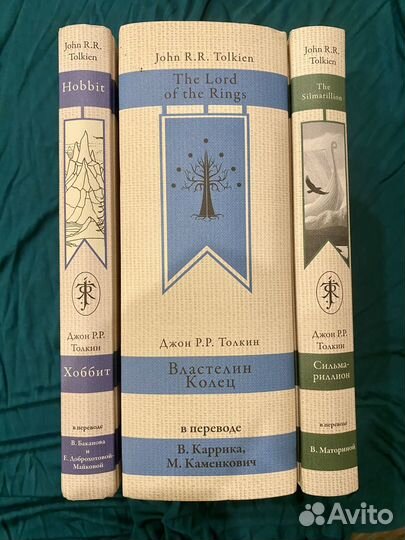 John R.R.
Tolkien
Hobbit
Джон Р.Р.
Толкин
Хоббит
в переводе
В. Баканова
и
Е. Доброхотовой-
Майковой
John R.R. Tolkien
The Lord
of the Rings
Джон Р.Р. Толкин
Властелин
Колец
в переводе
В. Каррика,
М. Каменкович
John R.R.
Tolkien
The
Silmarillion
Джон Р.Р.
Толкин
Сильма-
риллион
в переводе
В. Маториной
Avito